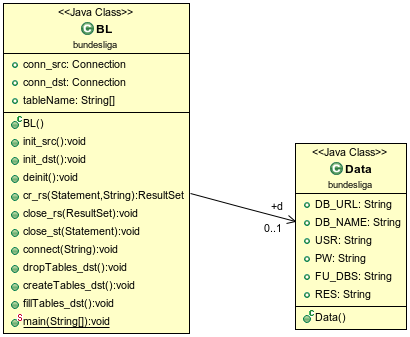 <<Java Class>>
BL
bundesliga
conn_src: Connection
conn_dst: Connection
tableName: String[]
BL()
init_src():void
init_dst():void
deinit():void
cr_rs(Statement,String):ResultSet
close_rs(ResultSet):void
close_st(Statement):void
connect(String):void
dropTables_dst():void
createTables_dst():void
fillTables_dst():void
main(String[]):void
+d
0..1
<<Java Class>>
Data
bundesliga
DB_URL: String
DB_NAME: String
USR: String
PW: String
FU_DBS: String
RES: String
Data()